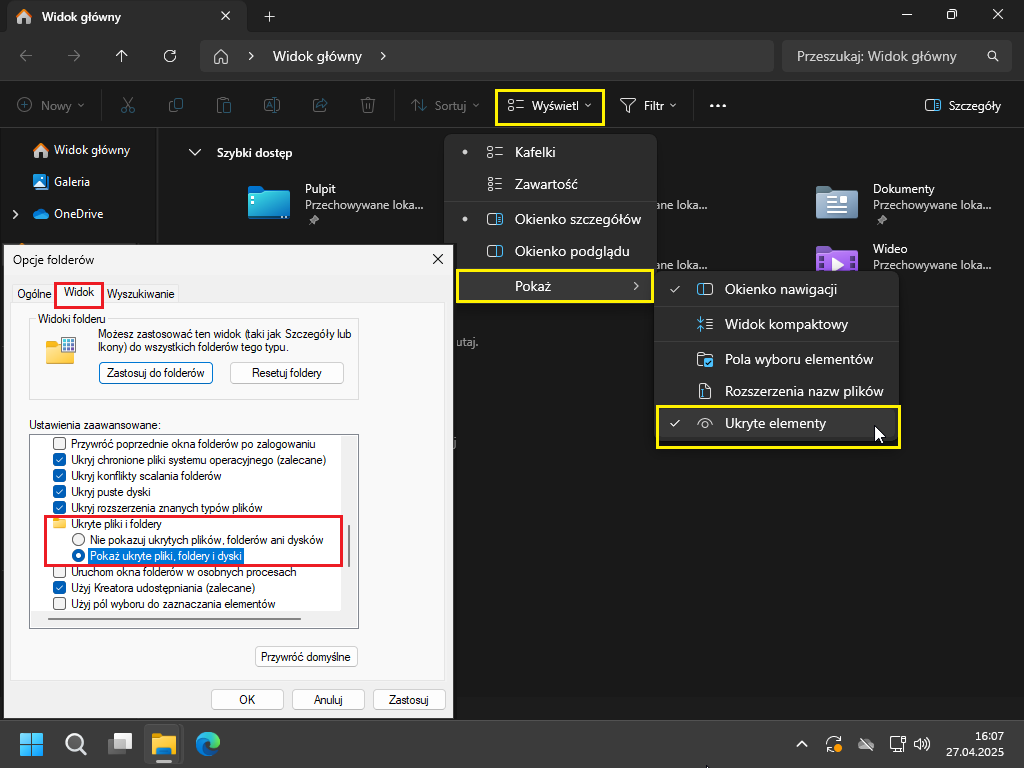 Widok główny
Widok główny
Przeszukaj: Widok główny
Nowy
Sortuj
Wyświetl
Filtr
Szczegóły
Widok główny
Galeria
OneDrive
Szybki dostęp
Pulpit
Przechowywane loka...
Kafelki
Zawartość
Okienko szczegółów
Okienko podglądu
Pokaż
ne loka...
ne loka...
utaj.
Dokumenty
Przechowywane loka...
Wideo
Przechowywane loka...
Okienko nawigacji
Widok kompaktowy
Pola wyboru elementów
Rozszerzenia nazw plików
Ukryte elementy
Opcje folderów
Ogólne
Widok
Wyszukiwanie
Widoki folderu
Możesz zastosować ten widok (taki jak Szczegóły lub
Ikony) do wszystkich folderów tego typu.
Zastosuj do folderów
Resetuj foldery
Ustawienia zaawansowane:
Przywróć poprzednie okna folderów po zalogowaniu
Ukryj chronione pliki systemu operacyjnego (zalecane)
Ukryj konflikty scalania folderów
Ukryj puste dyski
Ukryj rozszerzenia znanych typów plików
Ukryte pliki i foldery
Nie pokazuj ukrytych plików, folderów ani dysków
Pokaż ukryte pliki, foldery i dyski
Uruchom okna folderów w osobnych procesach
Użyj Kreatora udostępniania (zalecane)
Użyj pól wyboru do zaznaczania elementów
Przywróć domyślne
OK
Anuluj
Zastosuj
16:07
27.04.2025